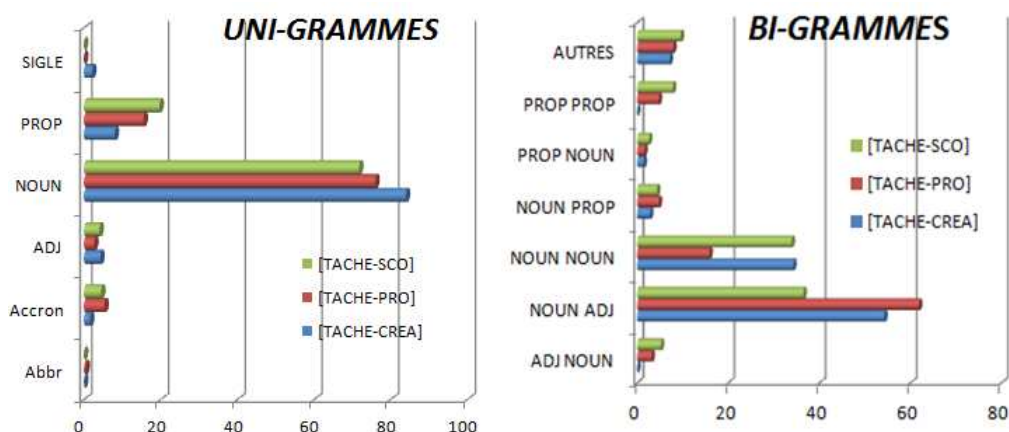 UNI-GRAMMES
SIGLE
PROP
NOUN
ADJ
Accron
Abbr
[TACHE-SCO]
[TACHE-PRO]
[TACHE-CREA]
0 20 40 60 80 100
BI-GRAMMES
AUTRES
PROP PROP
PROP NOUN
NOUN PROP
NOUN NOUN
NOUN ADJ
ADJ NOUN
[TACHE-SCO]
[TACHE-PRO]
[TACHE-CREA]
0 20 40 60 80